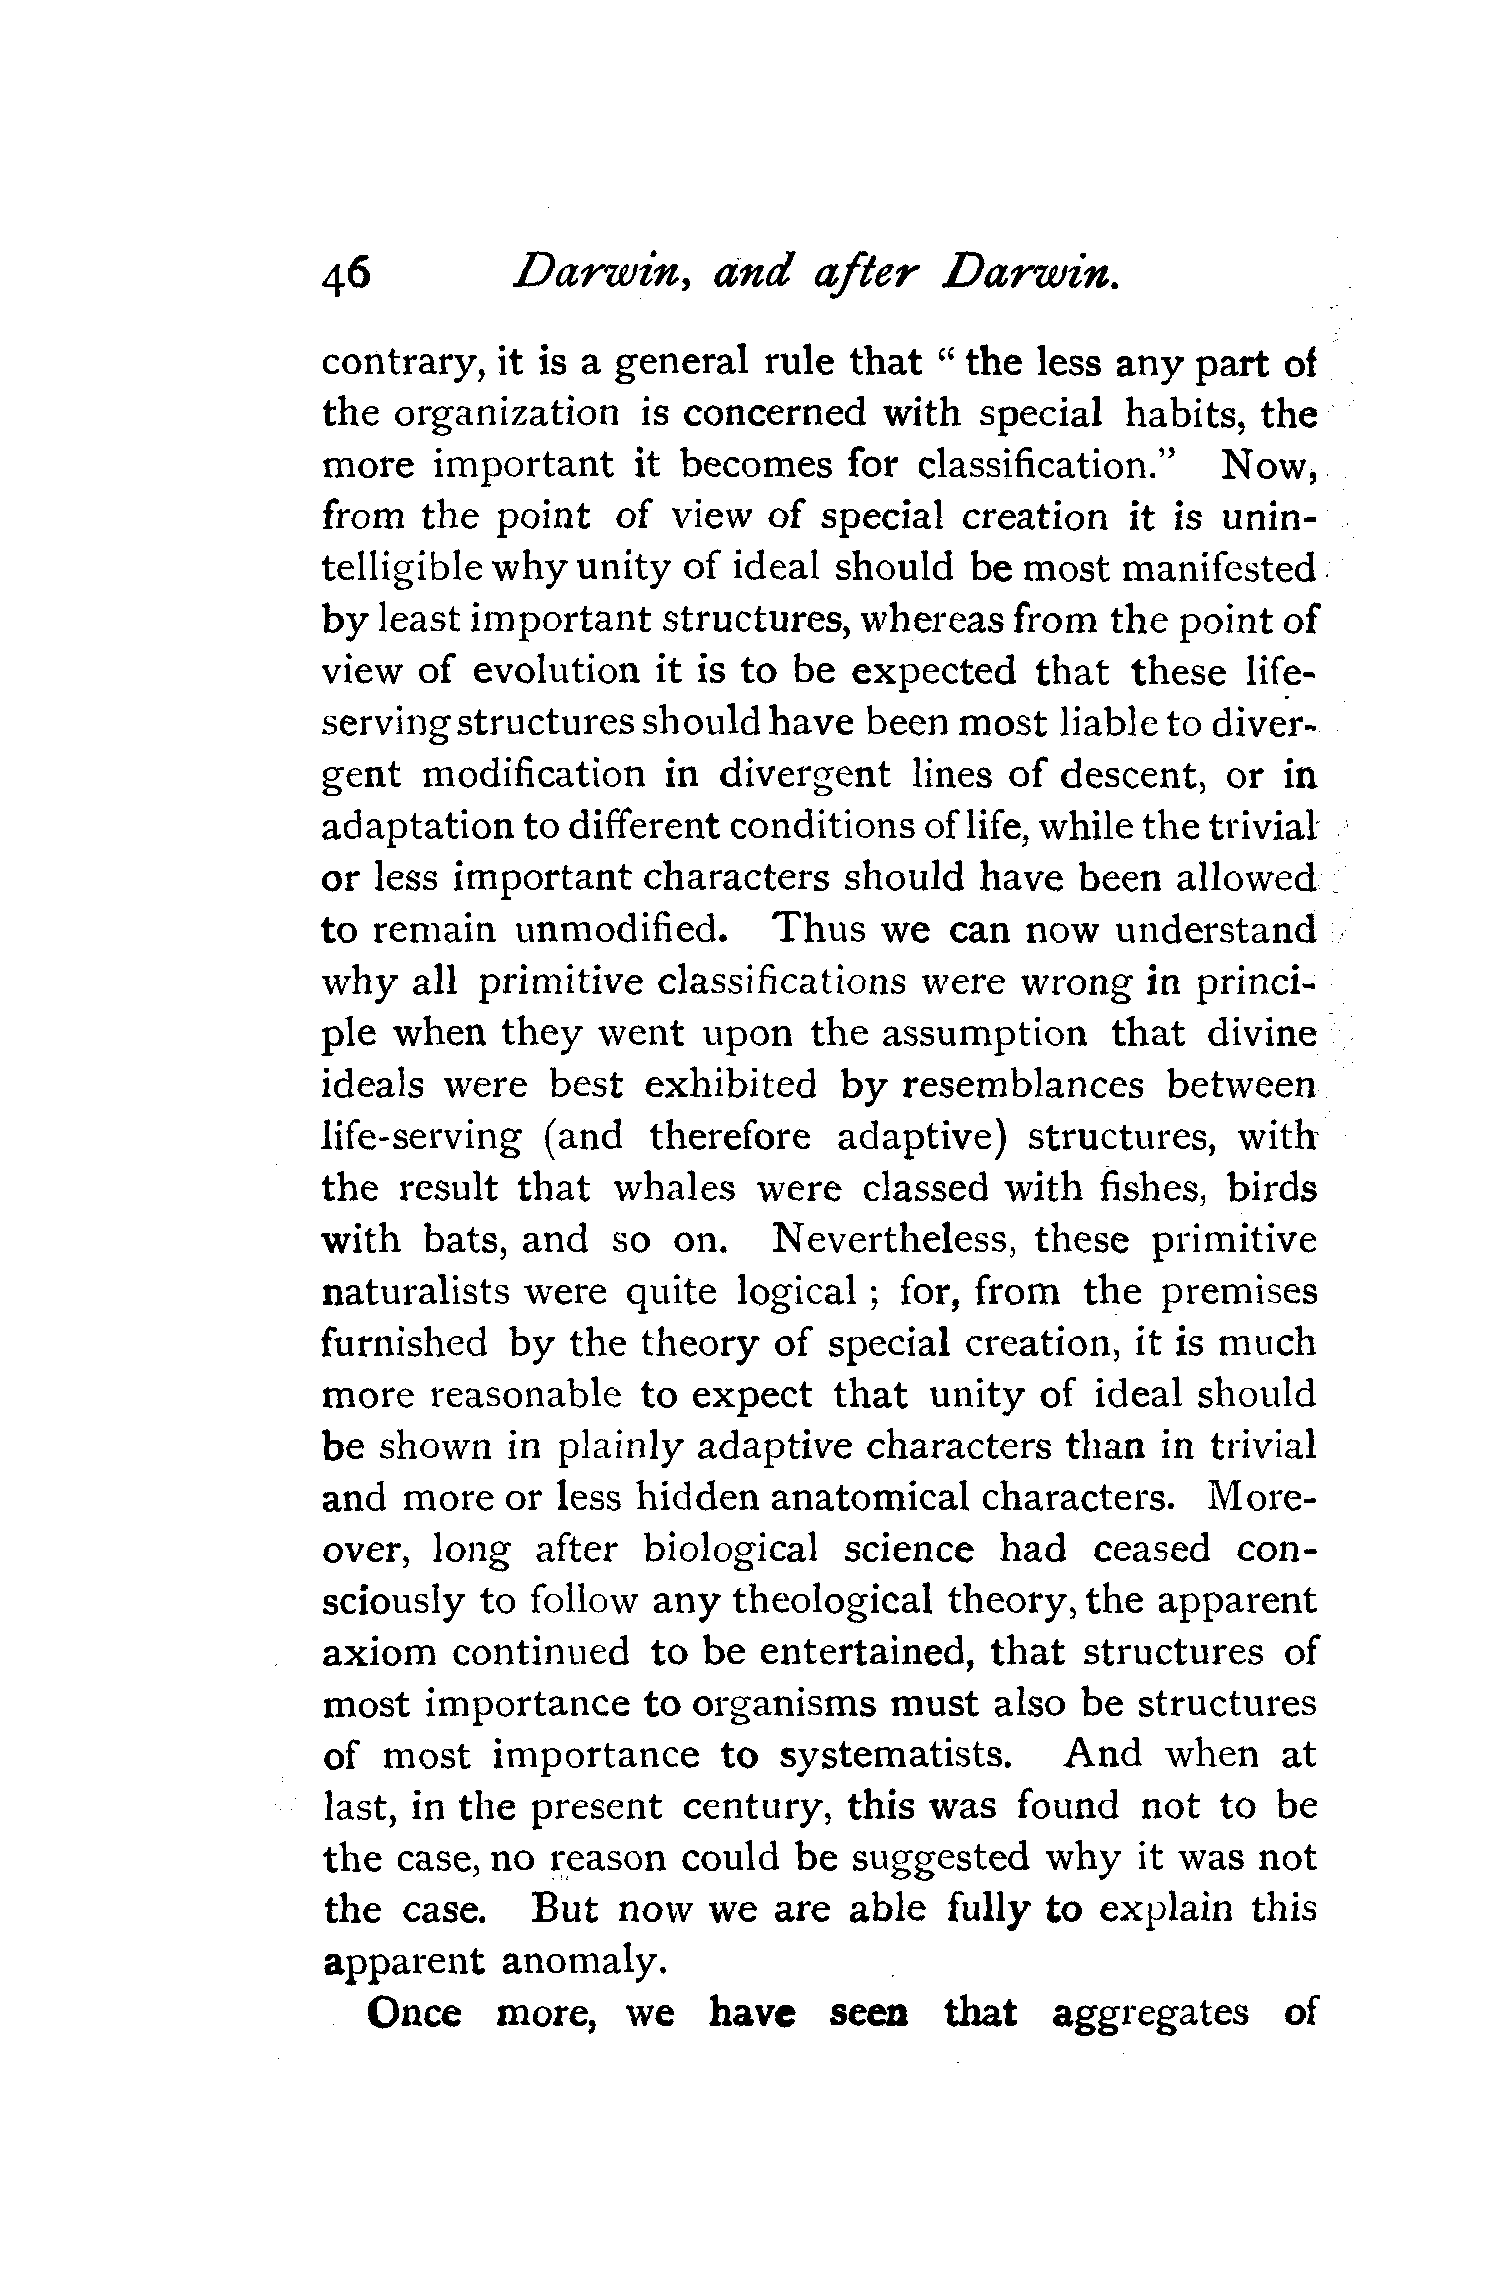 46 Darwin, and after Darwin.
contrary, it is a general rule that “ the less any part of
the organization is concerned with special habits, the
more important it becomes for classification.” Now,
from the point of view of special creation it is unin-
telligible why unity of ideal should be most manifested
by least important structures, whereas from the point of
view of evolution it is to be expected that these life-
serving structures should have been most liable to diver-
gent modification in divergent lines of descent, or in
adaptation to different conditions of life, while the trivial
or less important characters should have been allowed
to remain unmodified. Thus we can now understand
why all primitive classifications were wrong in princi-
ple when they went upon the assumption that divine
ideals were best exhibited by resemblances between
life-serving (and therefore adaptive) structures, with
the result that whales were classed with fishes, birds
with bats, and so on. Nevertheless, these primitive
naturalists were quite logical ; for, from the premises
furnished by the theory of special creation, it is much
more reasonable to expect that unity of ideal should
be shown in plainly adaptive characters than in trivial
and more or less hidden anatomical characters. More-
over, long after biological science had ceased con-
sciously to follow any theological theory, the apparent
axiom continued to be entertained, that structures of
most importance to organisms must also be structures
of most importance to systematists. And when at
last, in the present century, this was found not to be
the case, no reason could be suggested why it was not
the case. But now we are able fully to explain this
apparent anomaly.
Once more, we have seen that aggregates of